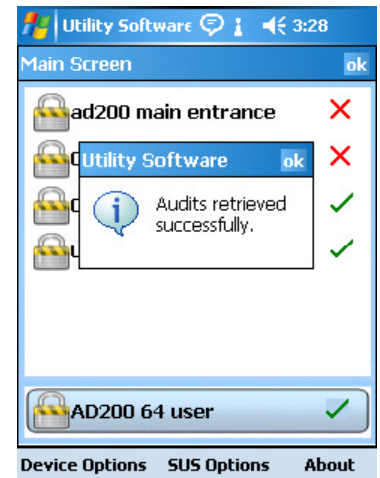 Utility Software 3:28
Main Screen ok
ad200 main entrance
Utility Software ok
Audits retrieved
successfully.
AD200 64 user
Device Options SUS Options About